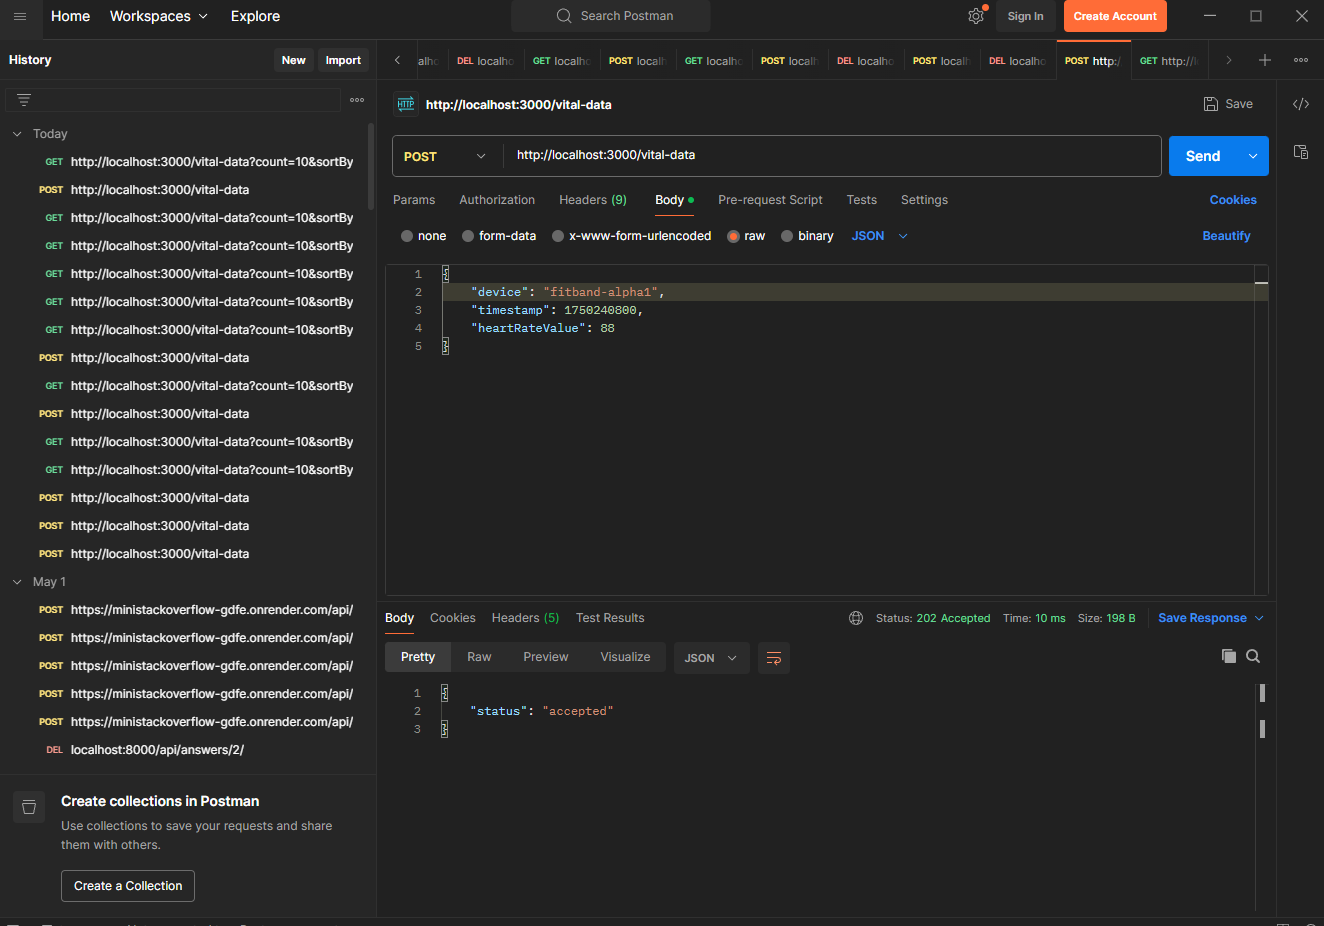 Home Workspaces Explore Search Postman Sign In Create Account
History New Import
DEL localho GET localho POST localh GET localho POST localh DEL localho POST localh DEL localho POST http:/ GET http://l
Today
GET http://localhost:3000/vital-data?count=10&sortBy
POST http://localhost:3000/vital-data
GET http://localhost:3000/vital-data?count=10&sortBy
GET http://localhost:3000/vital-data?count=10&sortBy
GET http://localhost:3000/vital-data?count=10&sortBy
GET http://localhost:3000/vital-data?count=10&sortBy
GET http://localhost:3000/vital-data?count=10&sortBy
POST http://localhost:3000/vital-data
GET http://localhost:3000/vital-data?count=10&sortBy
POST http://localhost:3000/vital-data
GET http://localhost:3000/vital-data?count=10&sortBy
GET http://localhost:3000/vital-data?count=10&sortBy
POST http://localhost:3000/vital-data
POST http://localhost:3000/vital-data
POST http://localhost:3000/vital-data
May 1
POST https://ministackoverflow-gdfe.onrender.com/api/
POST https://ministackoverflow-gdfe.onrender.com/api/
POST https://ministackoverflow-gdfe.onrender.com/api/
POST https://ministackoverflow-gdfe.onrender.com/api/
POST https://ministackoverflow-gdfe.onrender.com/api/
DEL localhost:8000/api/answers/2/
Create collections in Postman
Use collections to save your requests and share
them with others.
Create a Collection
HTTP http://localhost:3000/vital-data Save </>
POST http://localhost:3000/vital-data Send
Params Authorization Headers (9) Body Pre-request Script Tests Settings Cookies
none form-data x-www-form-urlencoded raw binary JSON Beautify
1 {
2 "device": "fitband-alpha1",
3 "timestamp": 1750240800,
4 "heartRateValue": 88
5 }
Body Cookies Headers (5) Test Results Status: 202 Accepted Time: 10 ms Size: 198 B Save Response
Pretty Raw Preview Visualize JSON
1 {
2 "status": "accepted"
3 }